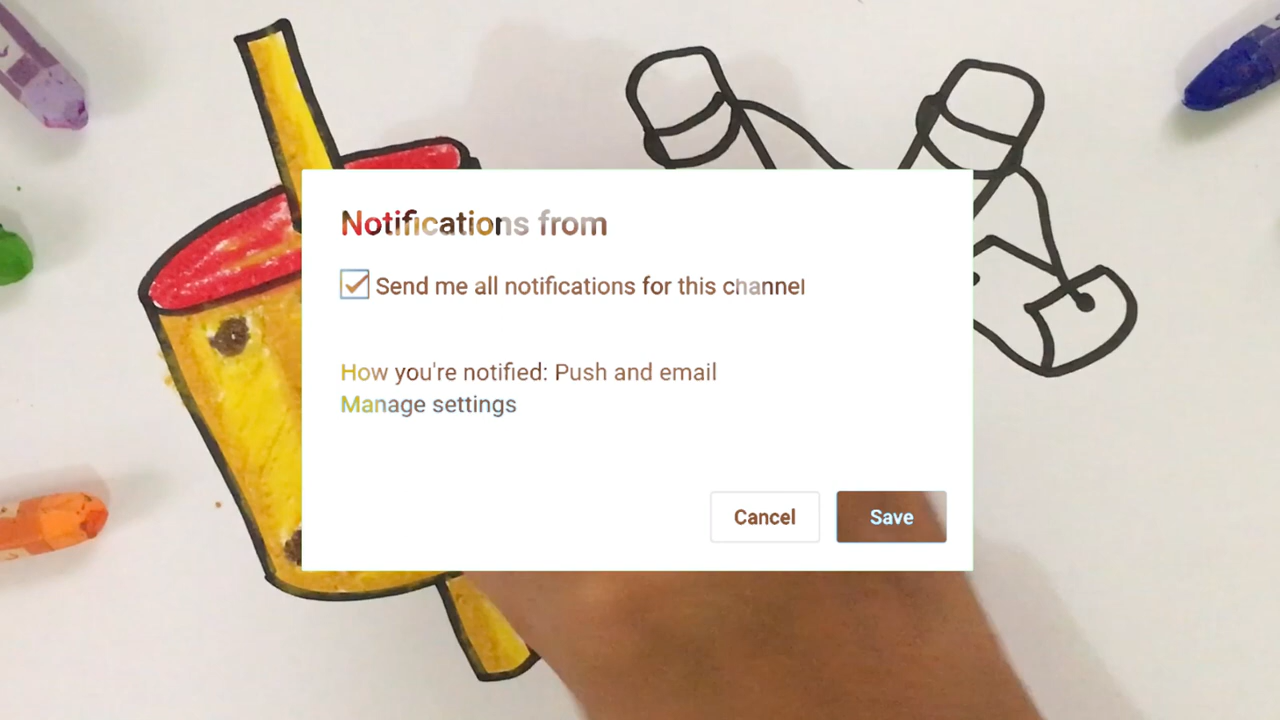 Notifications from
Send me all notifications for this channel
How you're notified: Push and email
Manage settings
Cancel
Save